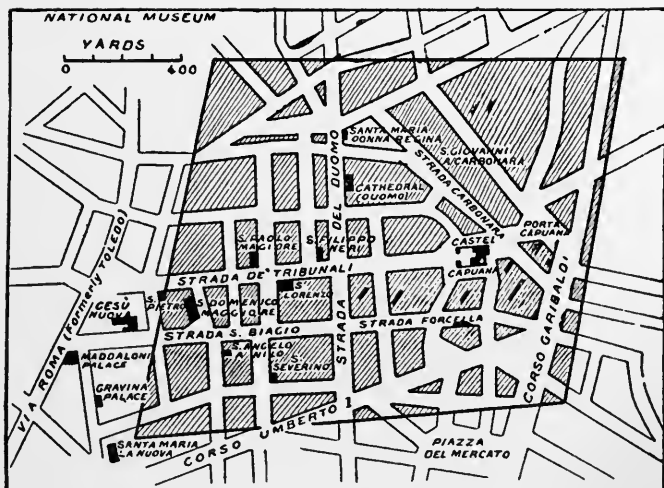 NATIONAL MUSEUM
YARDS
0 400
SANTA MARIA
DONNA REGINA
S. GIOVANNI
A CARBONARA
STRADA CARBONARA
CATHEDRAL
(DUOMO)
STRADA DEL DUOMO
PORTA
CAPUANA
CASTEL
CAPUANA
S. PAOLO
MAGIORE
S. FILIPPO
NERI
STRADA DE' TRIBUNALI
VIA ROMA (Formerly TOLEDO)
GESÙ
NUOVA
S.
PIETRO
S. DOMENICO
MAGGIORE
S.
LORENZO
STRADA S. BIAGIO
STRADA FORCELLA
CORSO GARIBALDI
MADDALONI
PALACE
S. ANGELO
A NILO
S.
SEVERINO
GRAVINA
PALACE
SANTA MARIA
LA NUOVA
CORSO UMBERTO I
PIAZZA
DEL MERCATO